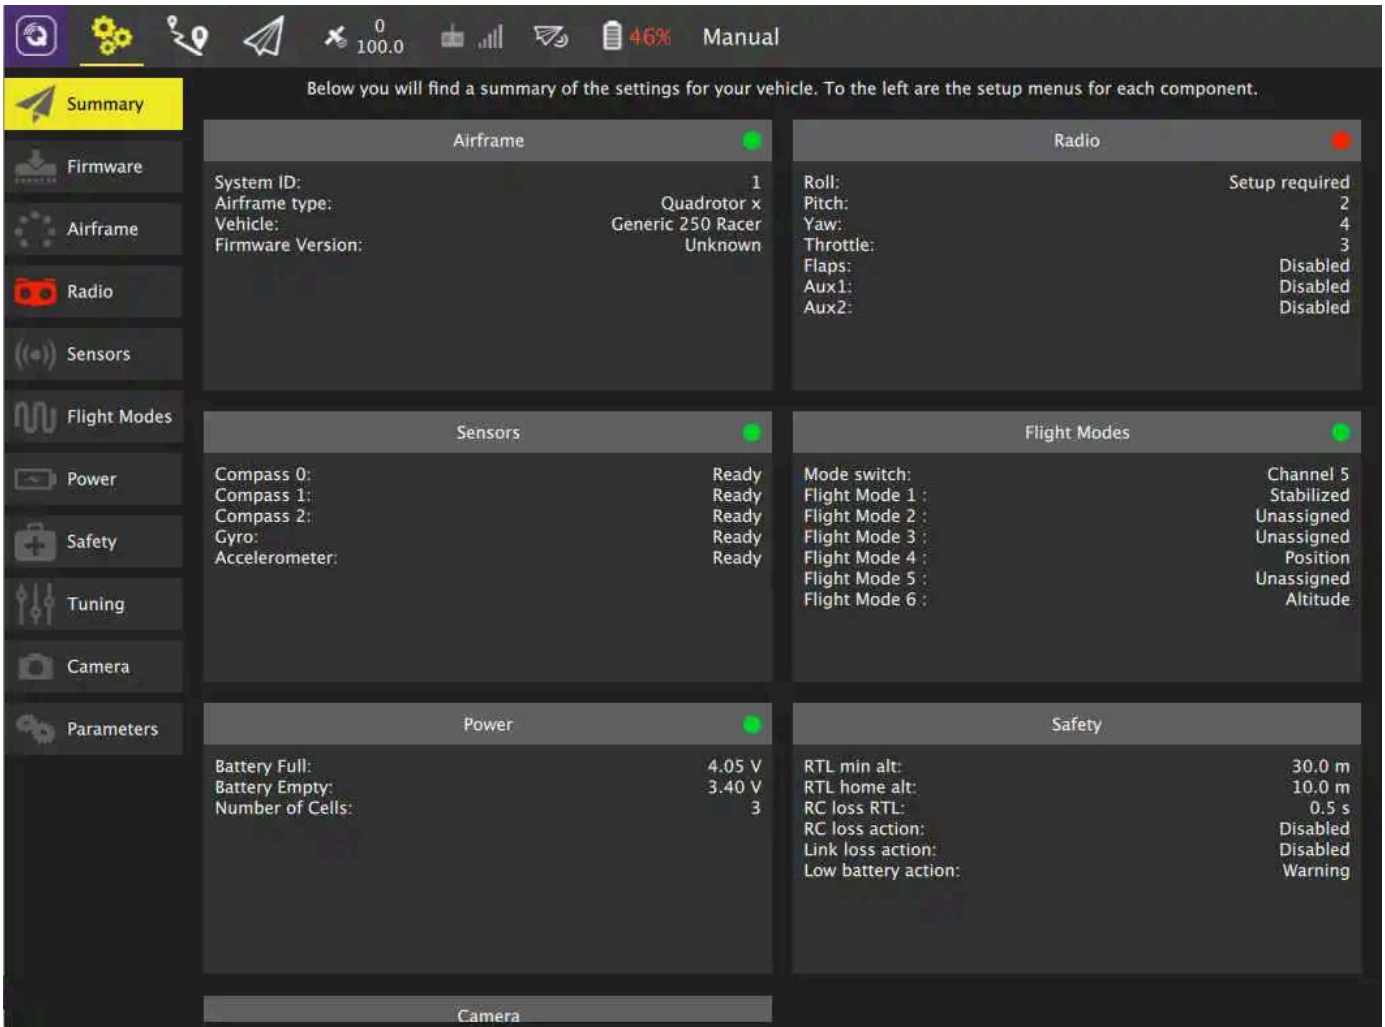 0
100.0
46%
Manual
Below you will find a summary of the settings for your vehicle. To the left are the setup menus for each component.
Summary
Firmware
Airframe
Radio
Sensors
Flight Modes
Power
Safety
Tuning
Camera
Parameters
Airframe
System ID: 1
Airframe type: Quadrotor x
Vehicle: Generic 250 Racer
Firmware Version: Unknown
Radio
Roll: Setup required
Pitch: 2
Yaw: 4
Throttle: 3
Flaps: Disabled
Aux1: Disabled
Aux2: Disabled
Sensors
Compass 0: Ready
Compass 1: Ready
Compass 2: Ready
Gyro: Ready
Accelerometer: Ready
Flight Modes
Mode switch: Channel 5
Flight Mode 1 : Stabilized
Flight Mode 2 : Unassigned
Flight Mode 3 : Unassigned
Flight Mode 4 : Position
Flight Mode 5 : Unassigned
Flight Mode 6 : Altitude
Power
Battery Full: 4.05 V
Battery Empty: 3.40 V
Number of Cells: 3
Safety
RTL min alt: 30.0 m
RTL home alt: 10.0 m
RC loss RTL: 0.5 s
RC loss action: Disabled
Link loss action: Disabled
Low battery action: Warning
Camera